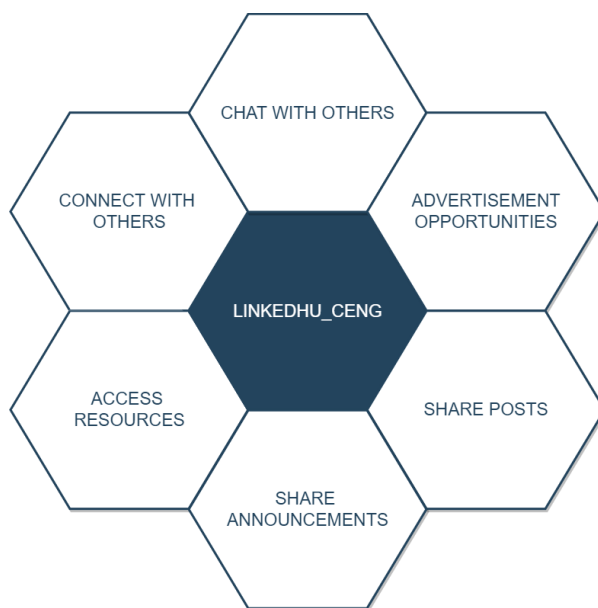 CHAT WITH OTHERS
CONNECT WITH
OTHERS
ADVERTISEMENT
OPPORTUNITIES
LINKEDHU_CENG
ACCESS
RESOURCES
SHARE POSTS
SHARE
ANNOUNCEMENTS